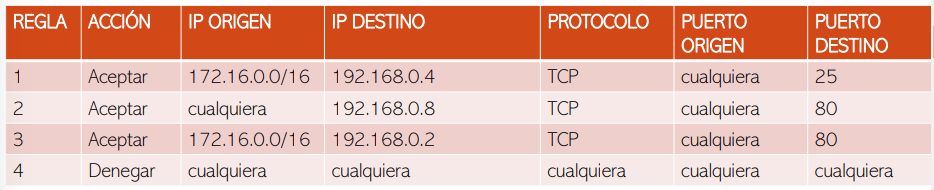 REGLA ACCIÓN IP ORIGEN IP DESTINO PROTOCOLO PUERTO ORIGEN PUERTO DESTINO
1 Aceptar 172.16.0.0/16 192.168.0.4 TCP cualquiera 25
2 Aceptar cualquiera 192.168.0.8 TCP cualquiera 80
3 Aceptar 172.16.0.0/16 192.168.0.2 TCP cualquiera 80
4 Denegar cualquiera cualquiera cualquiera cualquiera cualquiera